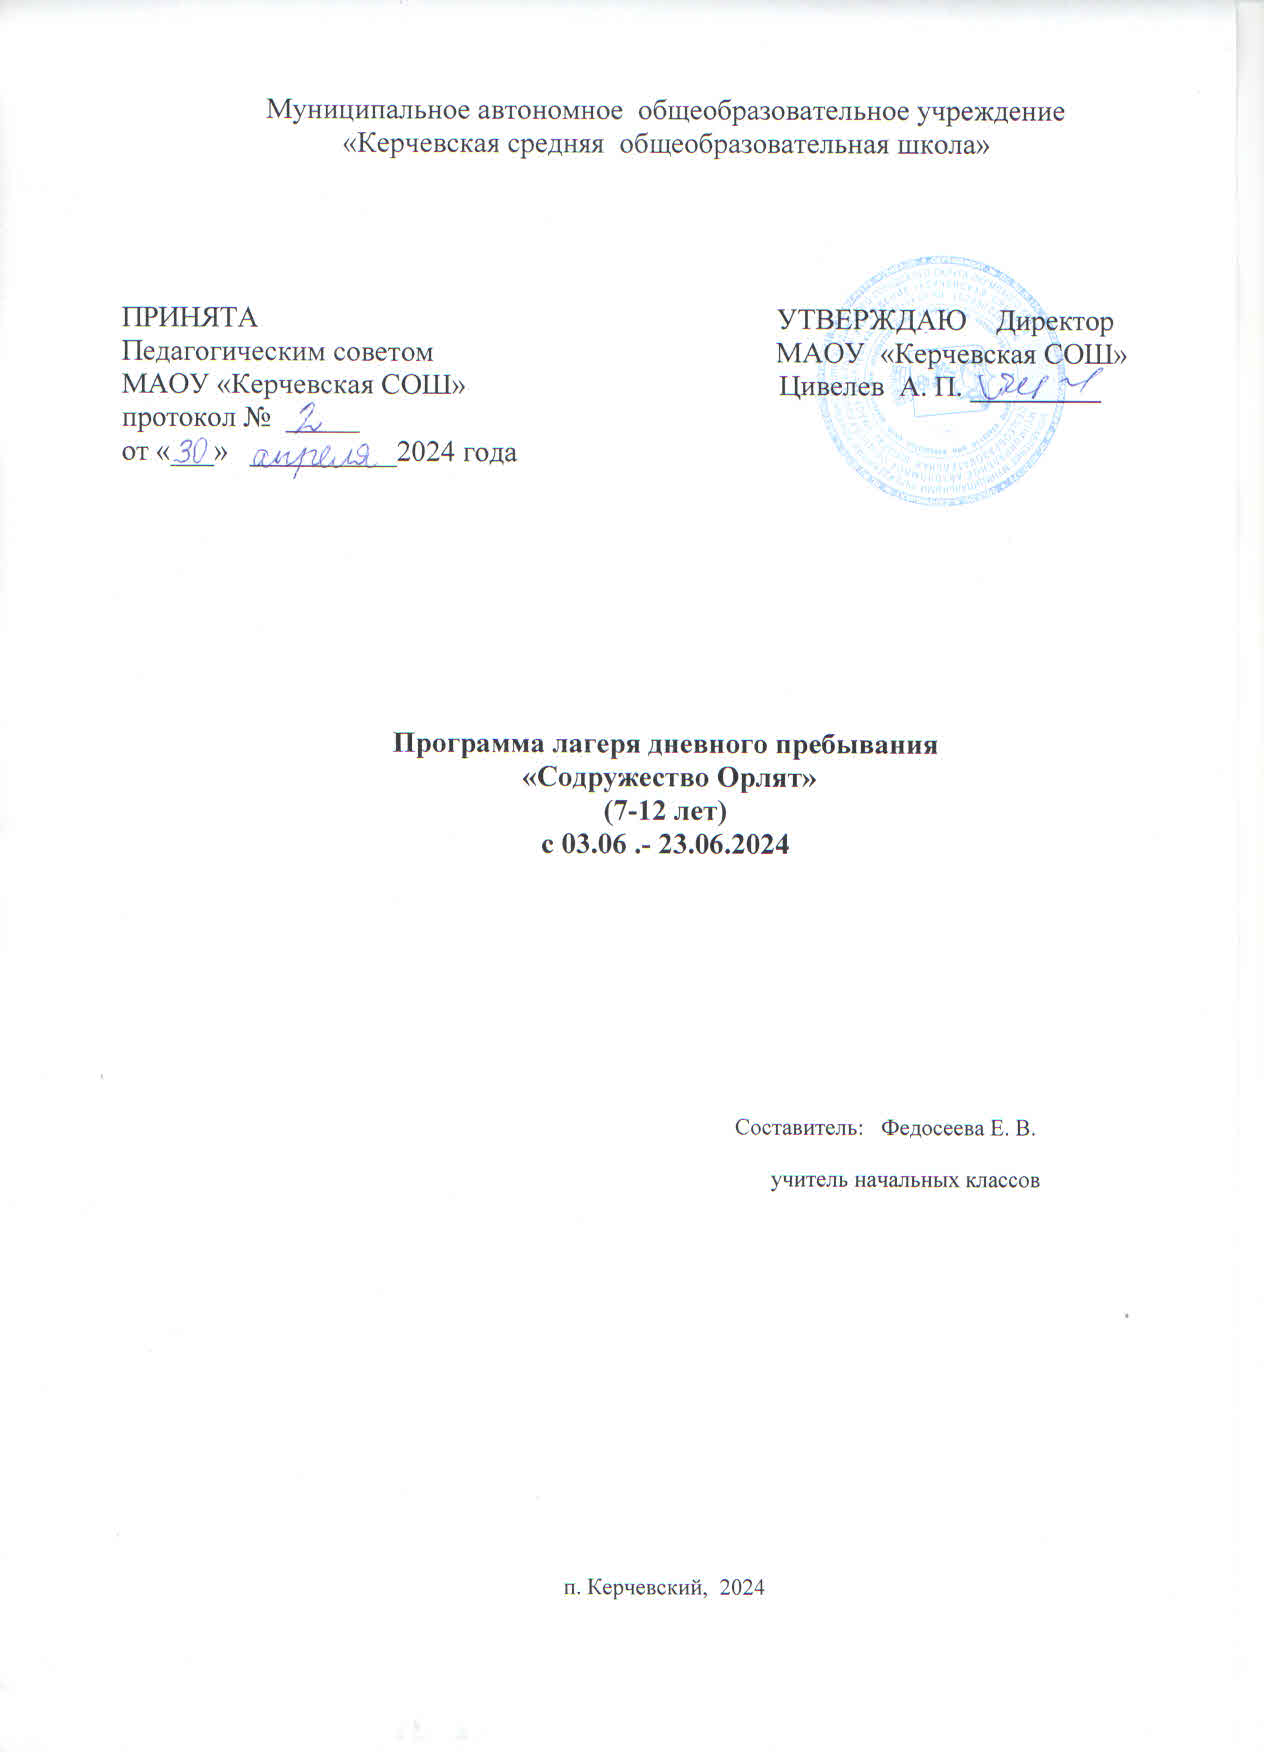 Муниципальное автономное общеобразовательное учреждение
«Керчевская средняя общеобразовательная школа»
ПРИНЯТА
Педагогическим советом
МАОУ «Керчевская СОШ»
протокол № 2
от «30» апреля 2024 года
УТВЕРЖДАЮ Директор
МАОУ «Керчевская СОШ»
Цивелев А. П.
Программа лагеря дневного пребывания
«Содружество Орлят»
(7-12 лет)
с 03.06 .- 23.06.2024
Составитель: Федосеева Е. В.
учитель начальных классов
п. Керчевский, 2024